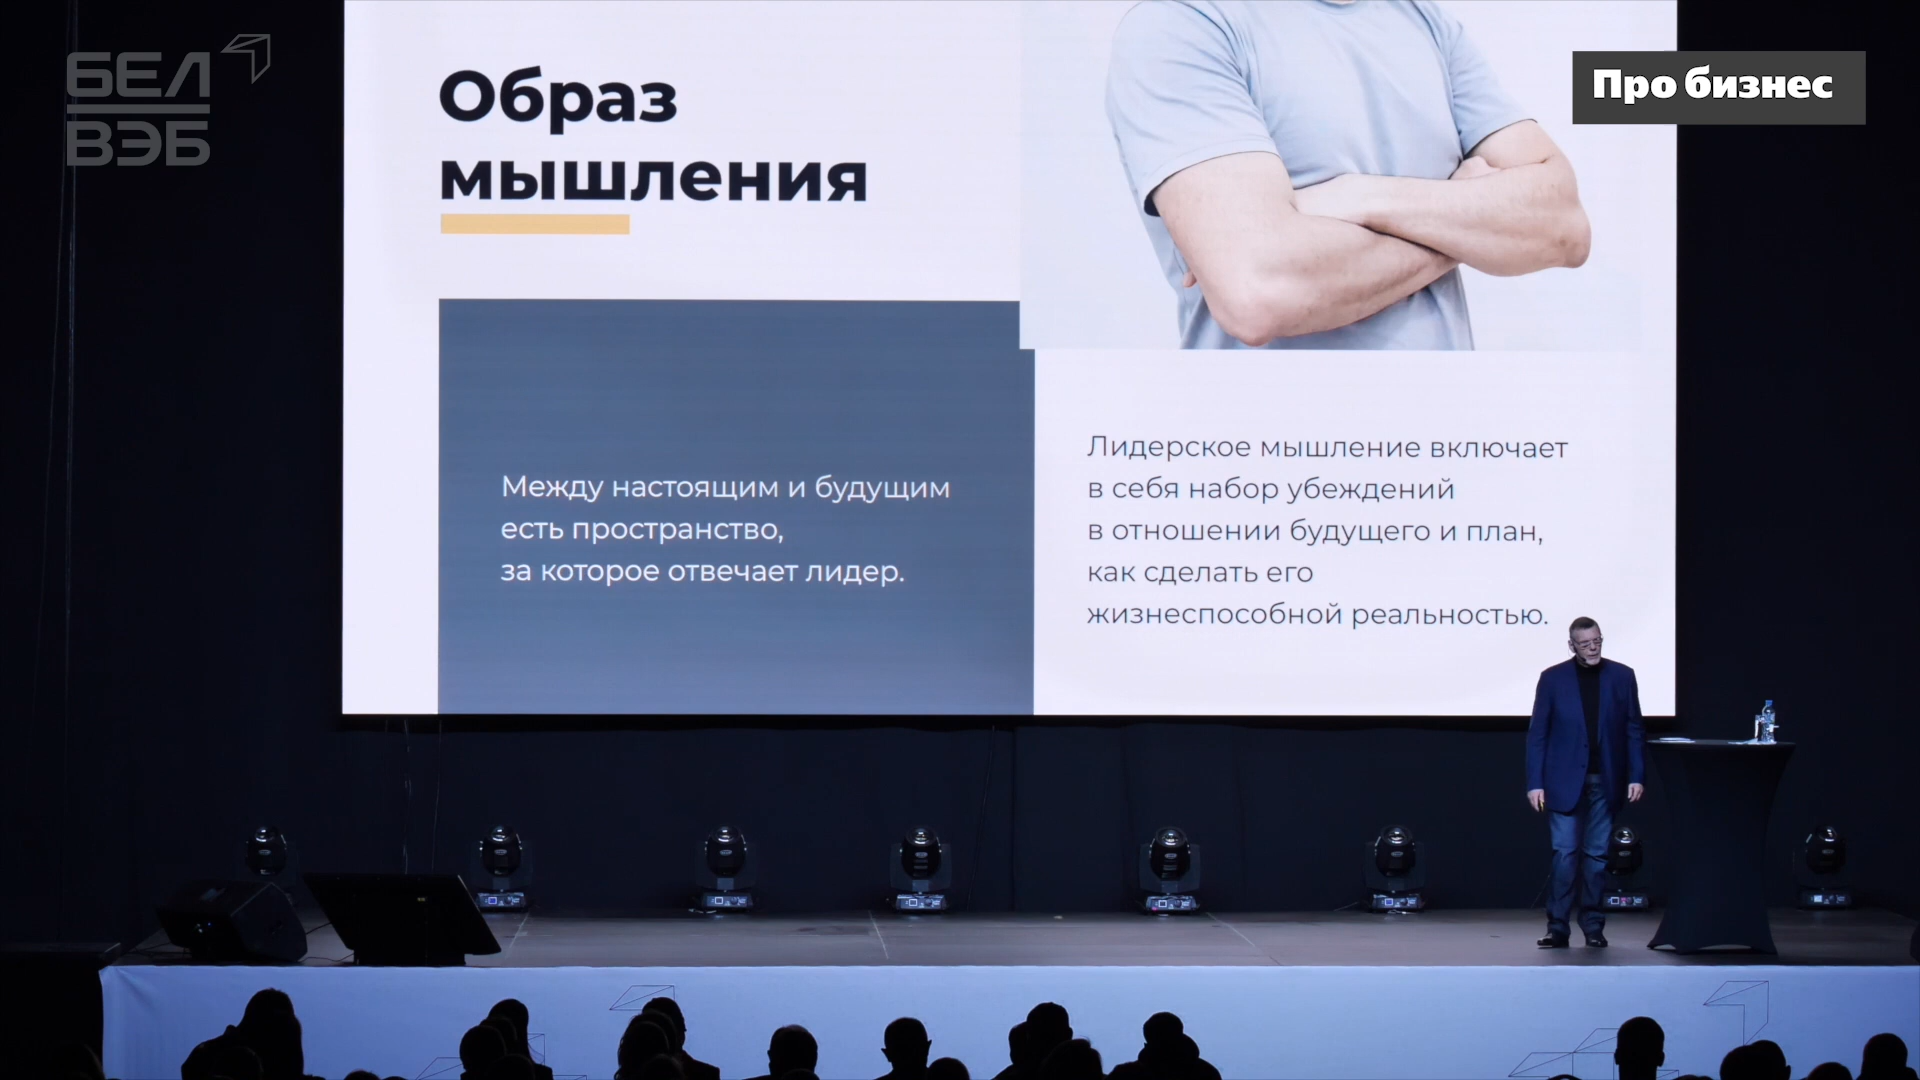 БЕЛ
ВЭБ
Про бизнес
Образ
мышления
Между настоящим и будущим
есть пространство,
за которое отвечает лидер.
Лидерское мышление включает
в себя набор убеждений
в отношении будущего и план,
как сделать его
жизнеспособной реальностью.